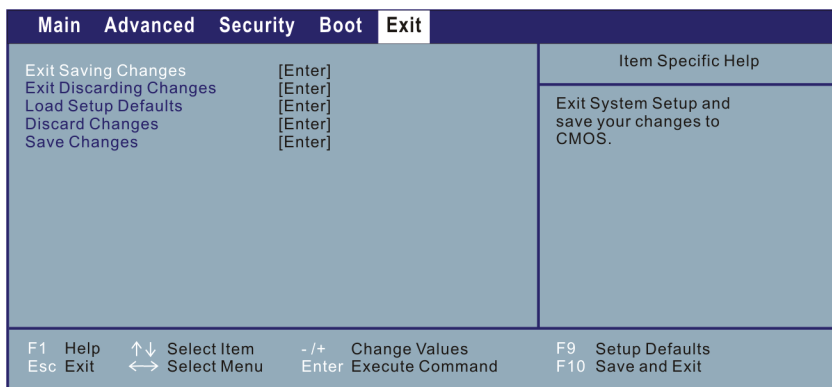 Main Advanced Security Boot Exit
Exit Saving Changes [Enter]
Exit Discarding Changes [Enter]
Load Setup Defaults [Enter]
Discard Changes [Enter]
Save Changes [Enter]
Item Specific Help
Exit System Setup and
save your changes to
CMOS.
F1 Help ↑↓ Select Item -/+ Change Values F9 Setup Defaults
Esc Exit ↔ Select Menu Enter Execute Command F10 Save and Exit